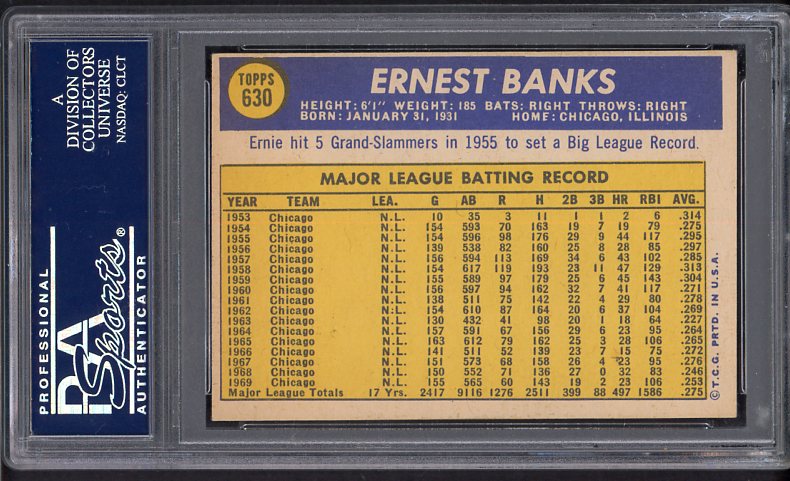 A
DIVISION OF
COLLECTORS
UNIVERSE
NASDAQ: CLCT
PROFESSIONAL
PSA
Sports®
AUTHENTICATOR
TOPPS
630
ERNEST BANKS
HEIGHT: 6'1" WEIGHT: 185 BATS: RIGHT THROWS: RIGHT
BORN: JANUARY 31, 1931 HOME: CHICAGO, ILLINOIS
Ernie hit 5 Grand-Slammers in 1955 to set a Big League Record.
MAJOR LEAGUE BATTING RECORD
YEAR TEAM LEA. G AB R H 2B 3B HR RBI AVG.
1953 Chicago N.L. 10 35 3 11 1 1 2 6 .314
1954 Chicago N.L. 154 593 70 163 19 7 19 79 .275
1955 Chicago N.L. 154 596 98 176 29 9 44 117 .295
1956 Chicago N.L. 139 538 82 160 25 8 28 85 .297
1957 Chicago N.L. 156 594 113 169 34 6 43 102 .285
1958 Chicago N.L. 154 617 119 193 23 11 47 129 .313
1959 Chicago N.L. 155 589 97 179 25 6 45 143 .304
1960 Chicago N.L. 156 597 94 162 32 7 41 117 .271
1961 Chicago N.L. 138 511 75 142 22 4 29 80 .278
1962 Chicago N.L. 154 610 87 164 20 6 37 104 .269
1963 Chicago N.L. 130 432 41 98 20 1 18 64 .227
1964 Chicago N.L. 157 591 67 156 29 6 23 95 .264
1965 Chicago N.L. 163 612 79 162 25 3 28 106 .265
1966 Chicago N.L. 141 511 52 139 23 7 15 75 .272
1967 Chicago N.L. 151 573 68 158 26 4 23 95 .276
1968 Chicago N.L. 150 552 71 136 27 0 32 83 .246
1969 Chicago N.L. 155 565 60 143 19 2 23 106 .253
Major League Totals 17 Yrs. 2417 9116 1276 2511 399 88 497 1586 .275
© T.C.G. PRTD. IN U.S.A.